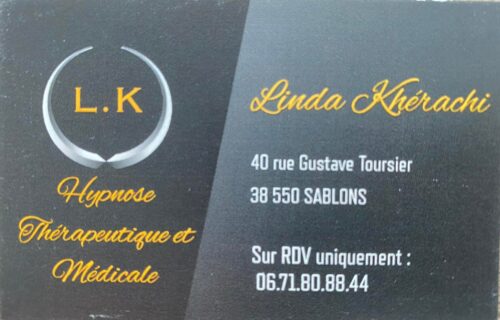 L.K
Hypnose
Thérapeutique et
Médicale
Linda Khérachi
40 rue Gustave Toursier
38 550 SABLONS
Sur RDV uniquement :
06.71.80.88.44